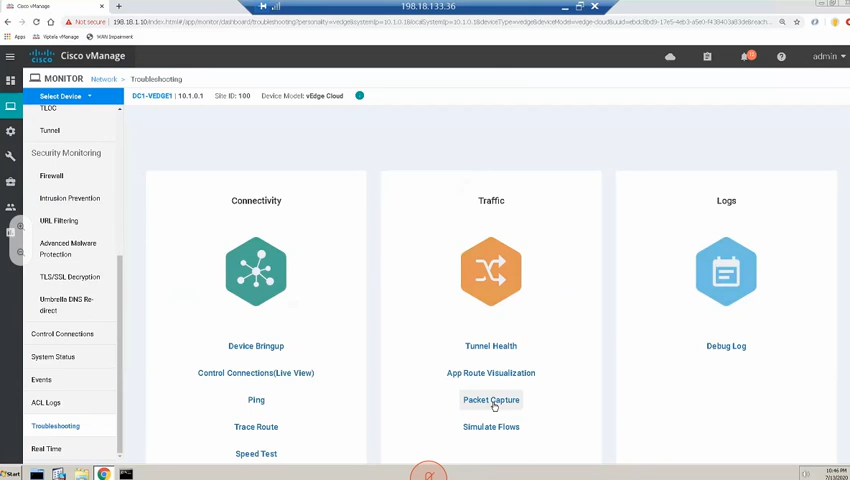 Cisco vManage
198.18.133.36
Apps
Viptela vManage
WAN Impairment
Cisco vManage
admin
MONITOR
Network > Troubleshooting
Select Device
DC1-VEDGE1 | 10.1.0.1
Site ID: 100
Device Model: vEdge Cloud
TLOC
Tunnel
Security Monitoring
Firewall
Intrusion Prevention
URL Filtering
Advanced Malware
Protection
TLS/SSL Decryption
Umbrella DNS Re-
direct
Control Connections
System Status
Events
ACL Logs
Troubleshooting
Real Time
Connectivity
Device Bringup
Control Connections(Live View)
Ping
Trace Route
Speed Test
Traffic
Tunnel Health
App Route Visualization
Packet Capture
Simulate Flows
Logs
Debug Log
Start
10:46 PM
7/13/2020